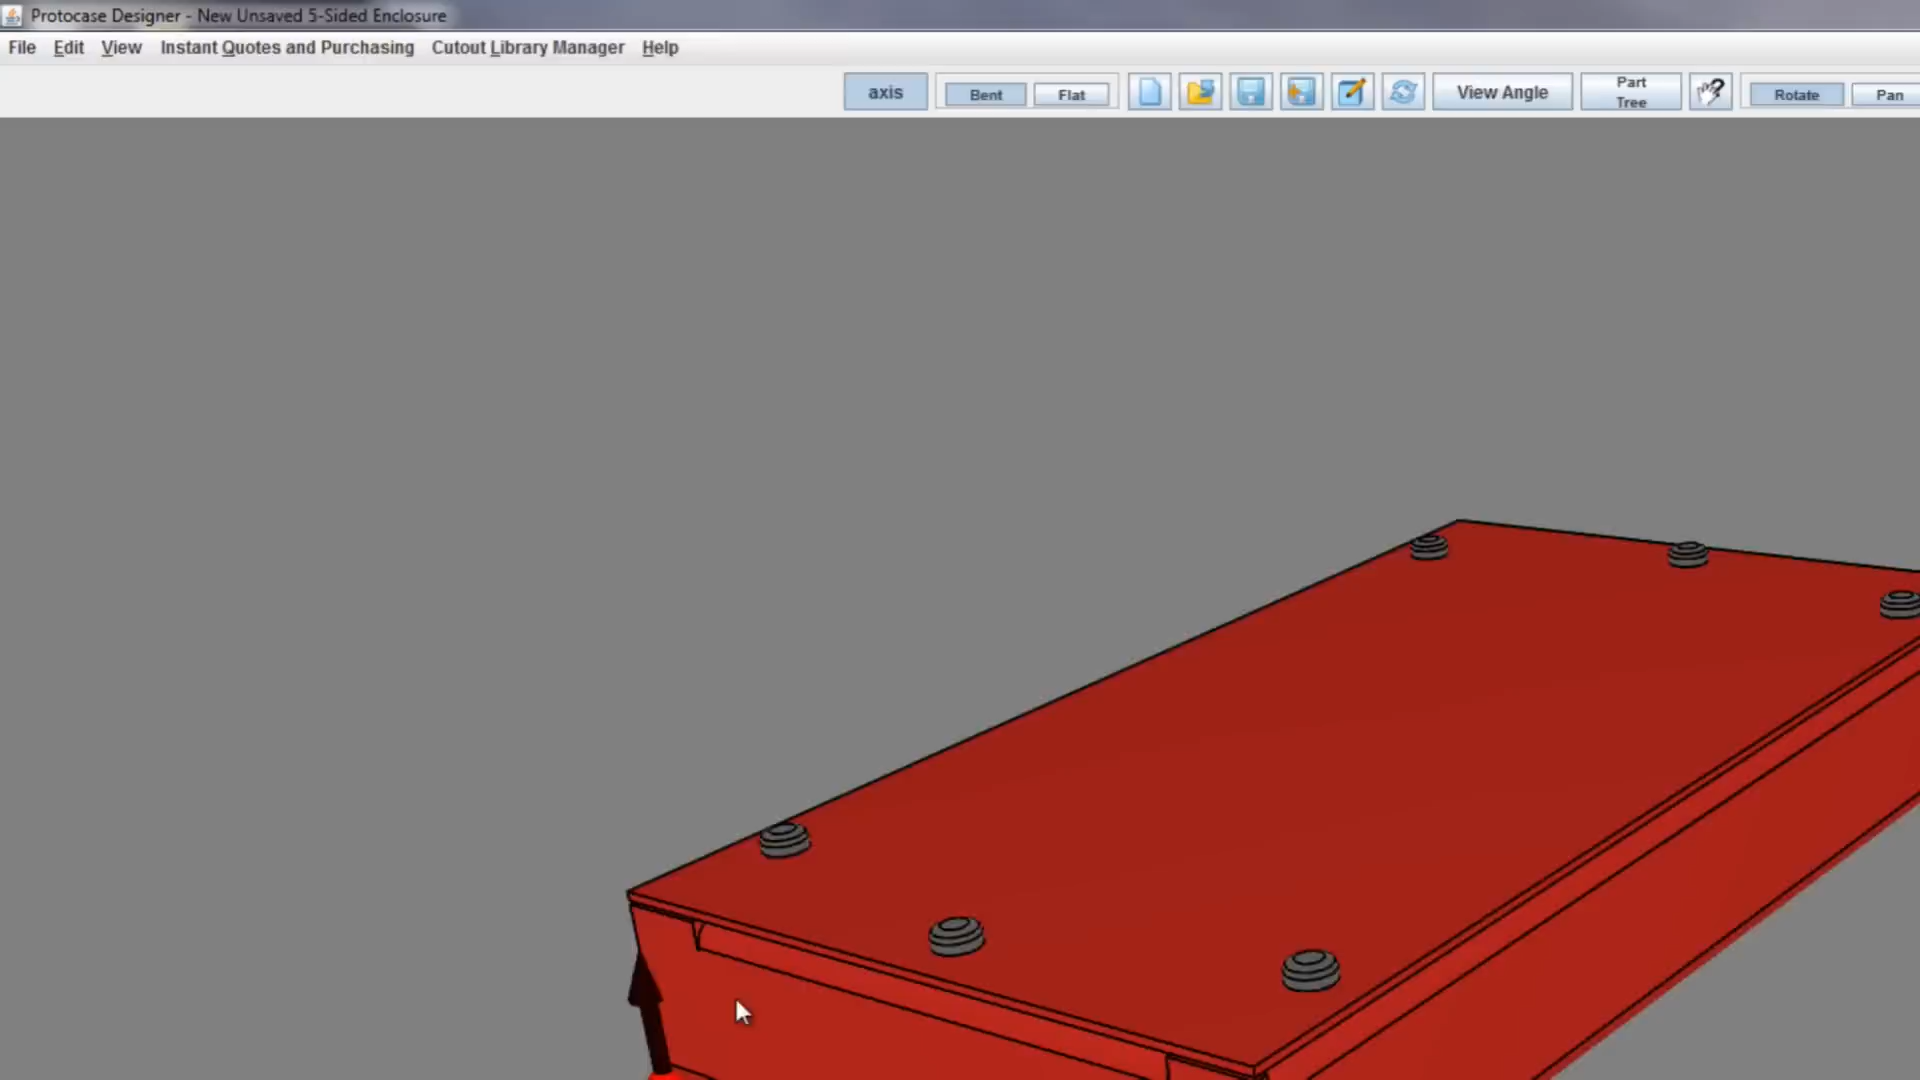 Protocase Designer - New Unsaved 5-Sided Enclosure
File Edit View Instant Quotes and Purchasing Cutout Library Manager Help
axis Bent Flat View Angle Part Tree Rotate Pan